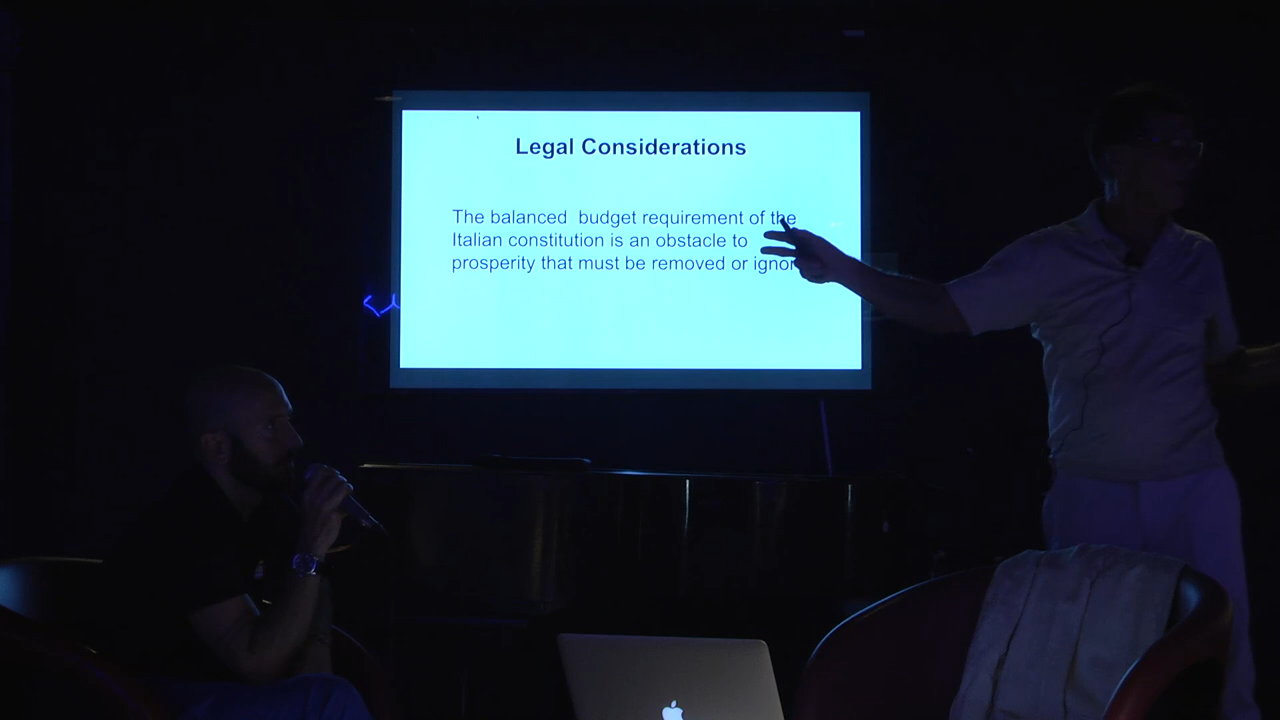 Legal Considerations
The balanced  budget requirement of the
Italian constitution is an obstacle to
prosperity that must be removed or